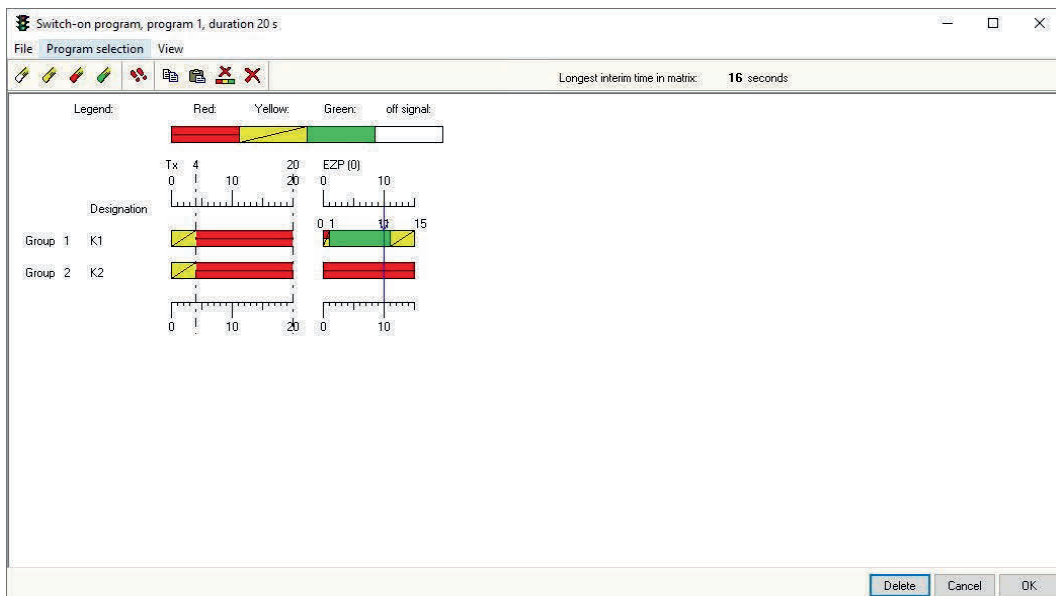 Switch-on program, program 1, duration 20 s
File Program selection View
Longest interim time in matrix: 16 seconds
Legend: Red: Yellow: Green: off signal:
Tx 4 20 EZP (0)
0 10 20 0 10
Designation
0 1 11 15
Group 1 K1
Group 2 K2
0 10 20 0 10
Delete Cancel OK